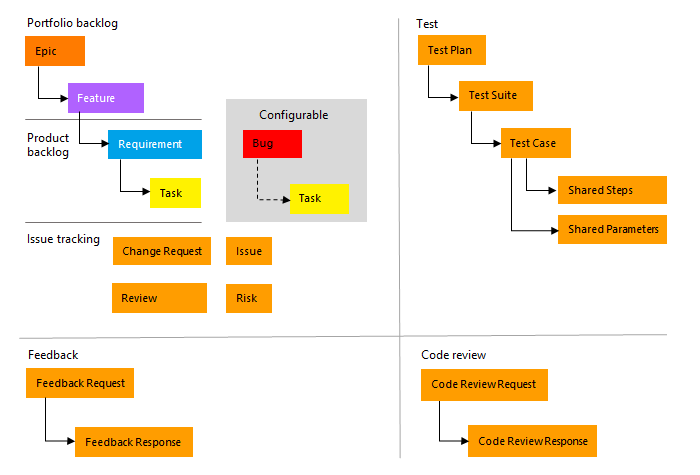 Portfolio backlog
Epic
Feature
Product
backlog
Requirement
Task
Configurable
Bug
Task
Issue tracking
Change Request
Issue
Review
Risk
Test
Test Plan
Test Suite
Test Case
Shared Steps
Shared Parameters
Feedback
Feedback Request
Feedback Response
Code review
Code Review Request
Code Review Response